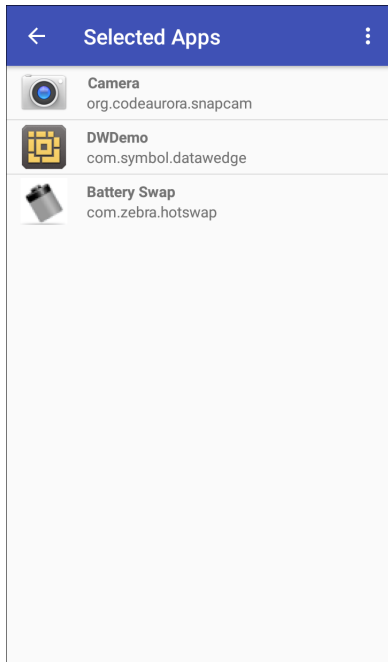 Selected Apps
Camera
org.codeaurora.snapcam
DWDemo
com.symbol.datawedge
Battery Swap
com.zebra.hotswap